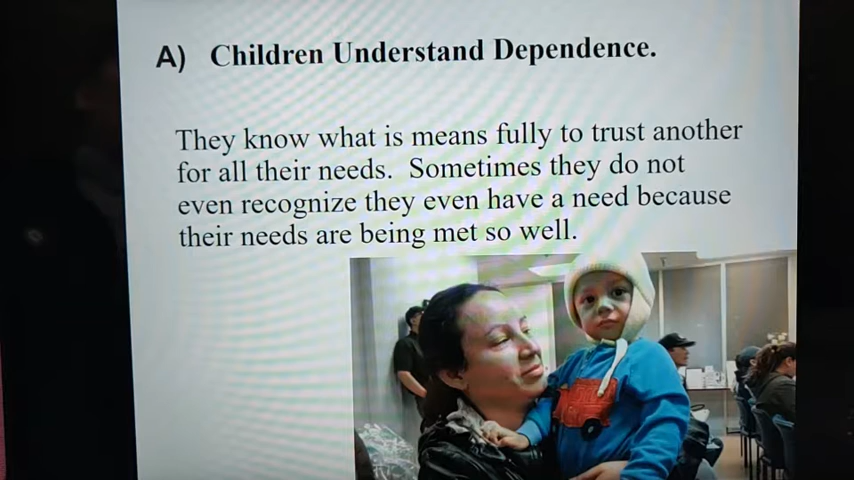 A) Children Understand Dependence.
They know what is means fully to trust another
for all their needs. Sometimes they do not
even recognize they even have a need because
their needs are being met so well.